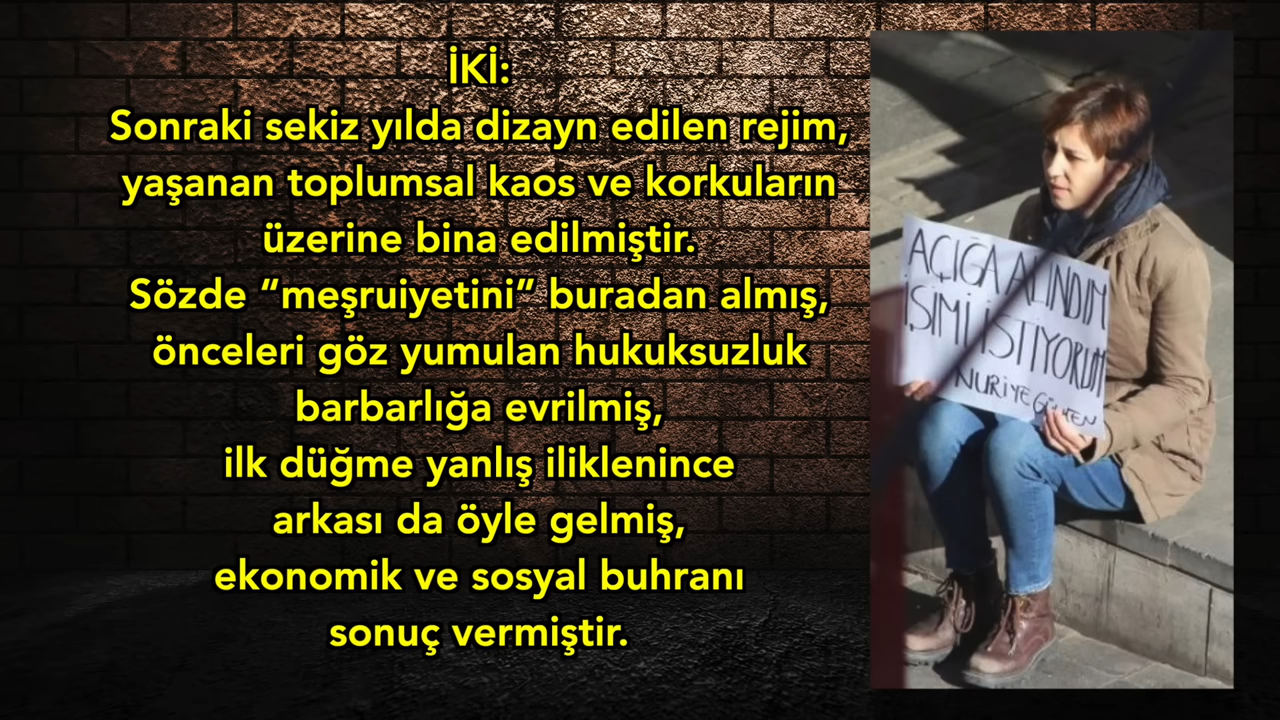 İKİ:
Sonraki sekiz yılda dizayn edilen rejim,
yaşanan toplumsal kaos ve korkuların
üzerine bina edilmiştir.
Sözde “meşruiyetini” buradan almış,
önceleri göz yumulan hukuksuzluk
barbarlığa evrilmiş,
ilk düğme yanlış iliklenince
arkası da öyle gelmiş,
ekonomik ve sosyal buhranı
sonuç vermiştir.
AÇIĞA ALINDIM
İŞİMİ İSTİYORUM
NURİYE GÜLMEN